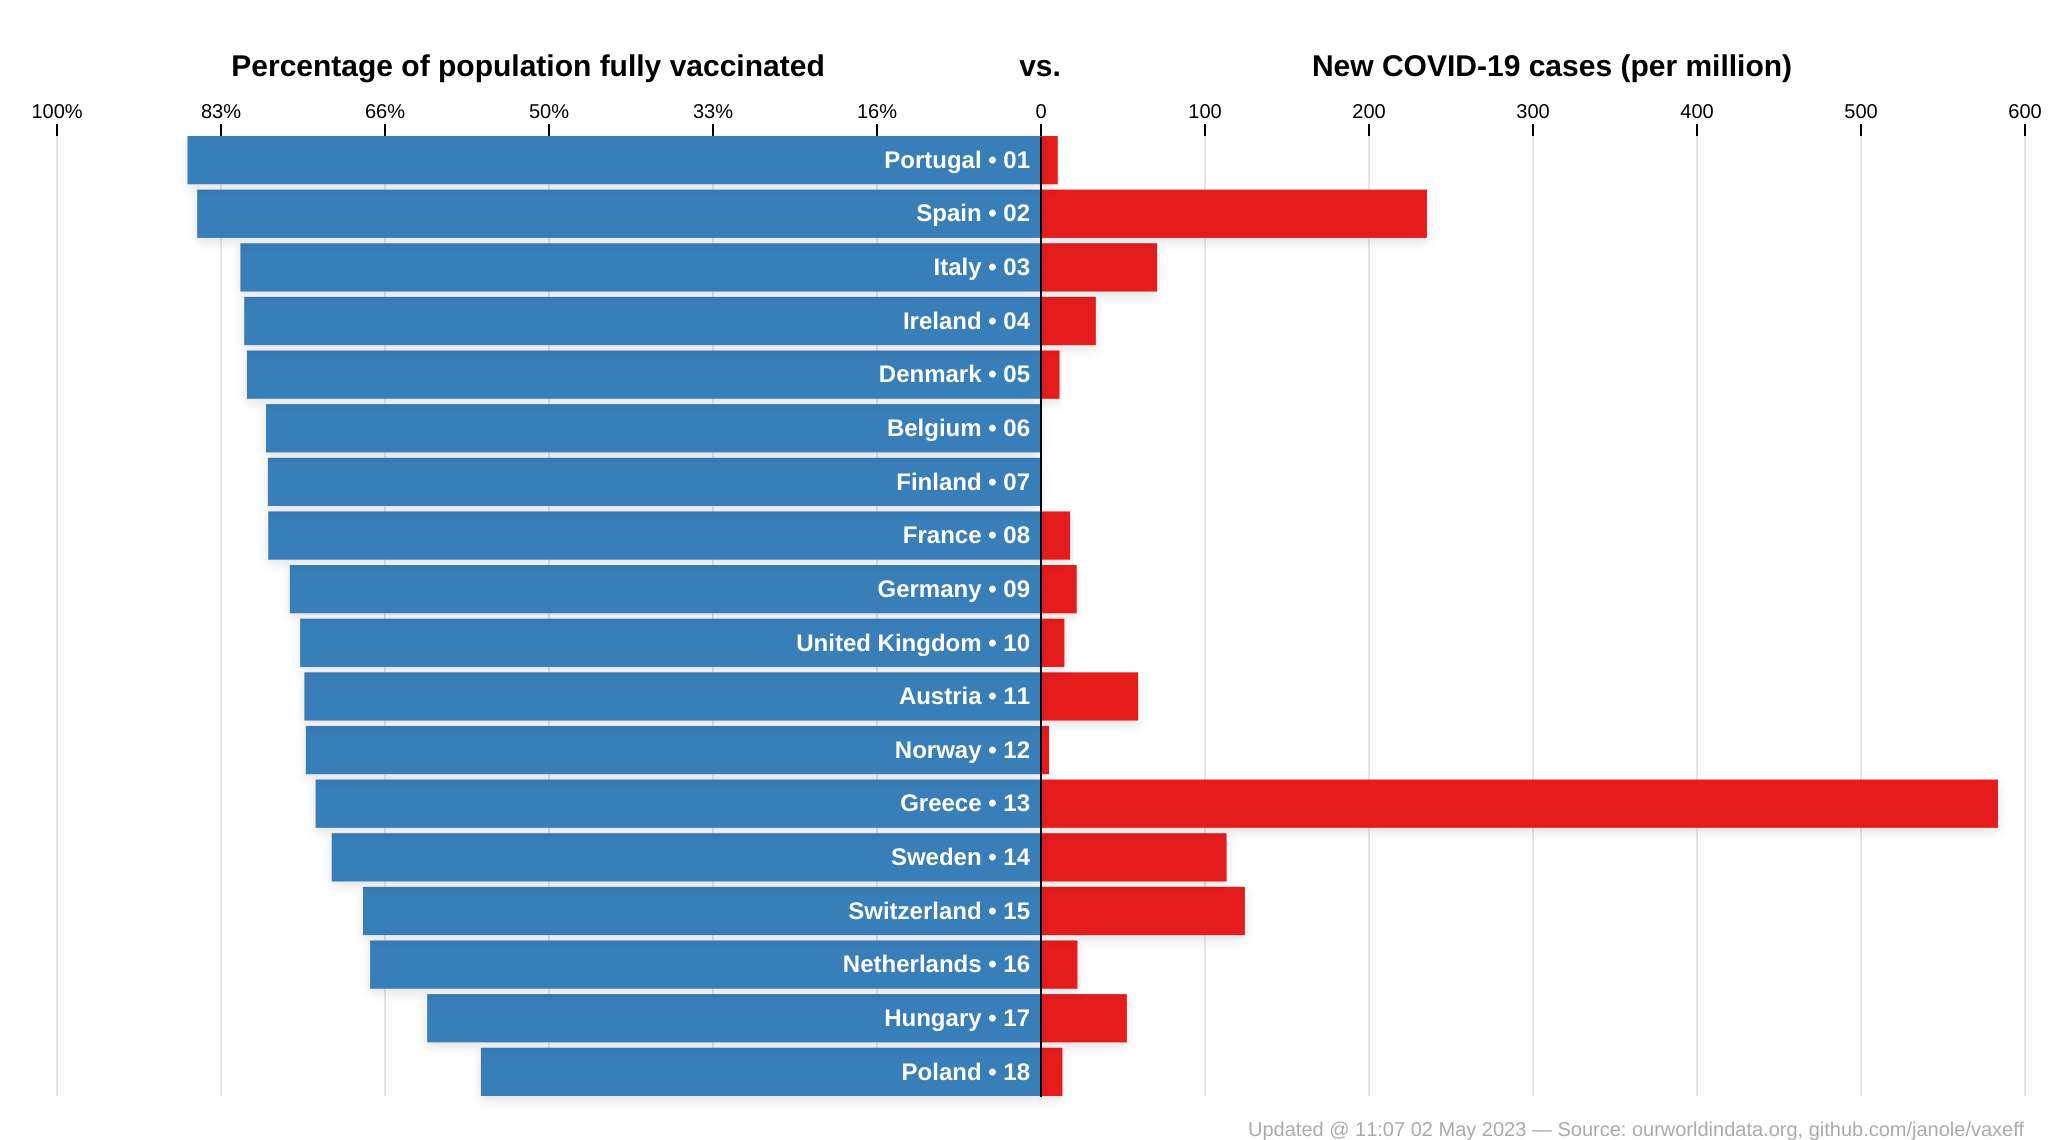 Percentage of population fully vaccinated vs. New COVID-19 cases (per million)
100% 83% 66% 50% 33% 16% 0 100 200 300 400 500 600
Portugal • 01
Spain • 02
Italy • 03
Ireland • 04
Denmark • 05
Belgium • 06
Finland • 07
France • 08
Germany • 09
United Kingdom • 10
Austria • 11
Norway • 12
Greece • 13
Sweden • 14
Switzerland • 15
Netherlands • 16
Hungary • 17
Poland • 18
Updated @ 11:07 02 May 2023 — Source: ourworldindata.org, github.com/janole/vaxeff